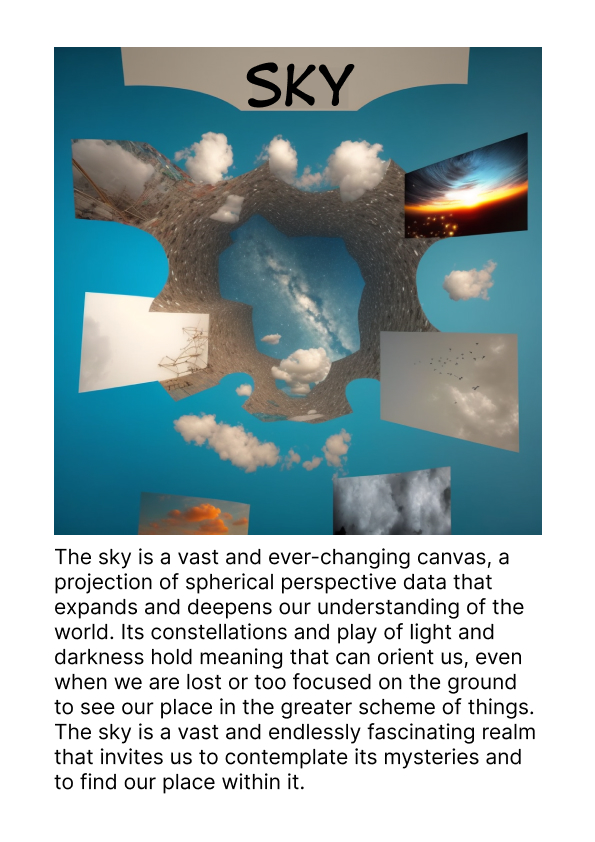 SKY
The sky is a vast and ever-changing canvas, a
projection of spherical perspective data that
expands and deepens our understanding of the
world. Its constellations and play of light and
darkness hold meaning that can orient us, even
when we are lost or too focused on the ground
to see our place in the greater scheme of things.
The sky is a vast and endlessly fascinating realm
that invites us to contemplate its mysteries and
to find our place within it.